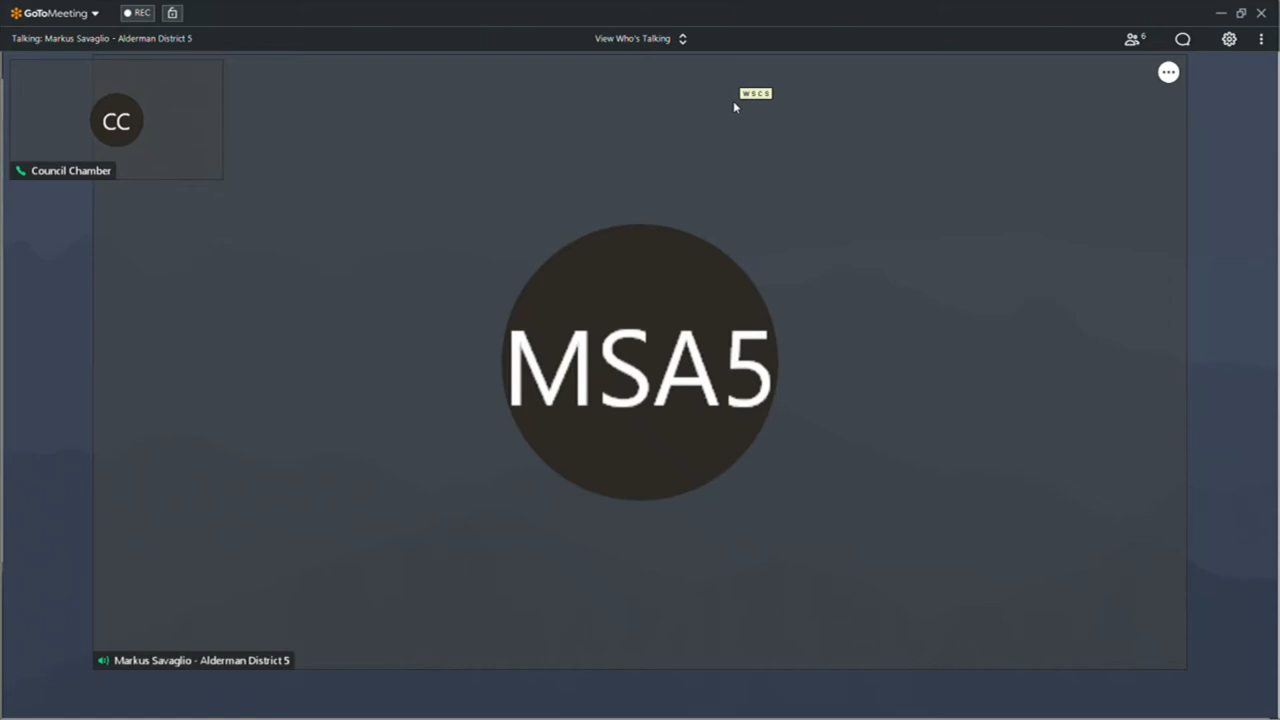 GoToMeeting
REC
Talking: Markus Savaglio - Alderman District 5
View Who's Talking
6
W S C S
CC
Council Chamber
MSA5
Markus Savaglio - Alderman District 5